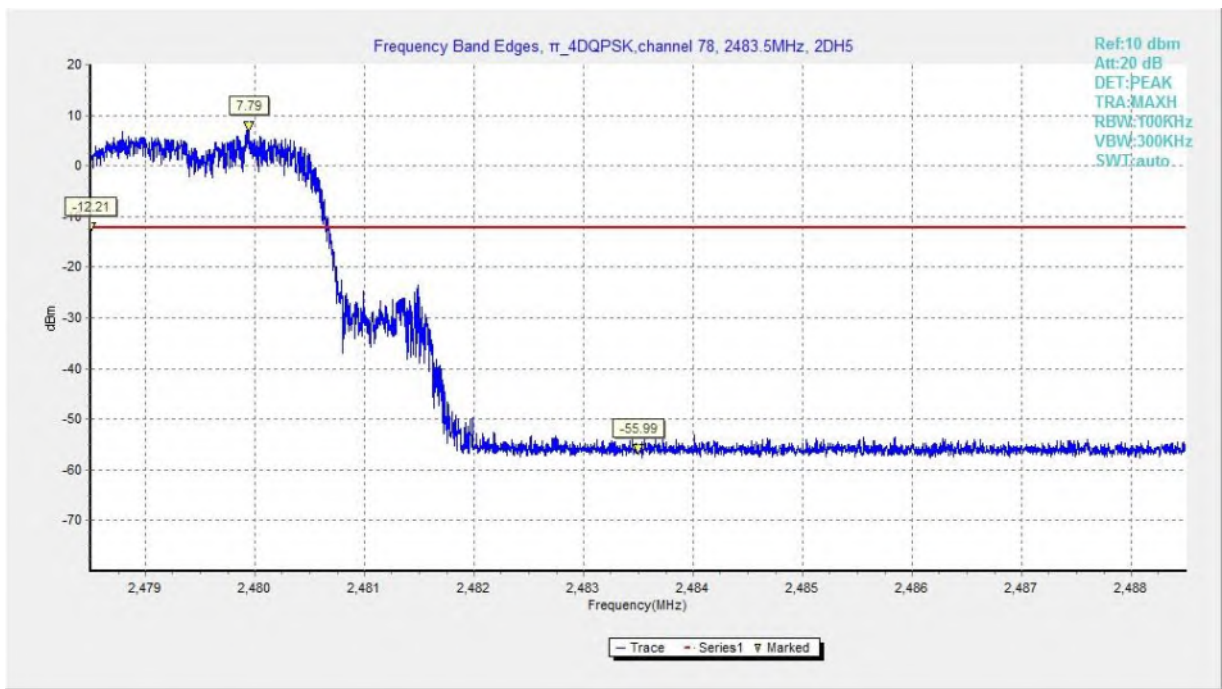 Frequency Band Edges, π_4DQPSK,channel 78, 2483.5MHz, 2DH5
Ref:10 dbm
Att:20 dB
DET:PEAK
TRA:MAXH
RBW:100KHz
VBW:300KHz
SWT:auto
20
10
0
-10
-20
-30
-40
-50
-60
-70
dBm
7.79
-12.21
-55.99
2,479 2,480 2,481 2,482 2,483 2,484 2,485 2,486 2,487 2,488
Frequency(MHz)
Trace Series1 Marked